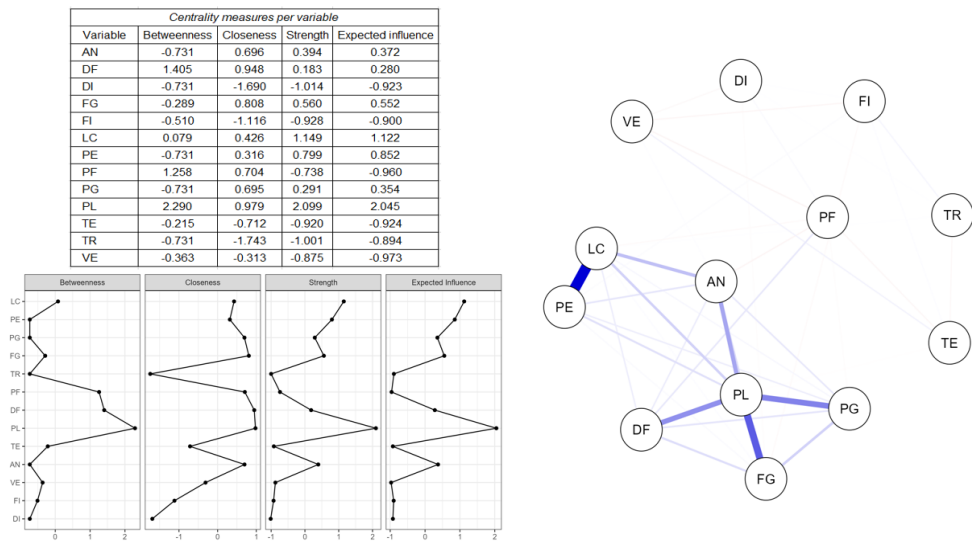 Centrality measures per variable
Variable Betweenness Closeness Strength Expected influence
AN -0.731 0.696 0.394 0.372
DF 1.405 0.948 0.183 0.280
DI -0.731 -1.690 -1.014 -0.923
FG -0.289 0.808 0.560 0.552
FI -0.510 -1.116 -0.928 -0.900
LC 0.079 0.426 1.149 1.122
PE -0.731 0.316 0.799 0.852
PF 1.258 0.704 -0.738 -0.960
PG -0.731 0.695 0.291 0.354
PL 2.290 0.979 2.099 2.045
TE -0.215 -0.712 -0.920 -0.924
TR -0.731 -1.743 -1.001 -0.894
VE -0.363 -0.313 -0.875 -0.973
Betweenness Closeness Strength Expected Influence
LC
PE
PG
FG
TR
PF
DF
PL
TE
AN
VE
FI
DI
0 1 2 -1 0 1 -1 0 1 2 -1 0 1 2
DI
FI
VE
TR
PF
LC
AN
PE
TE
PL
PG
DF
FG